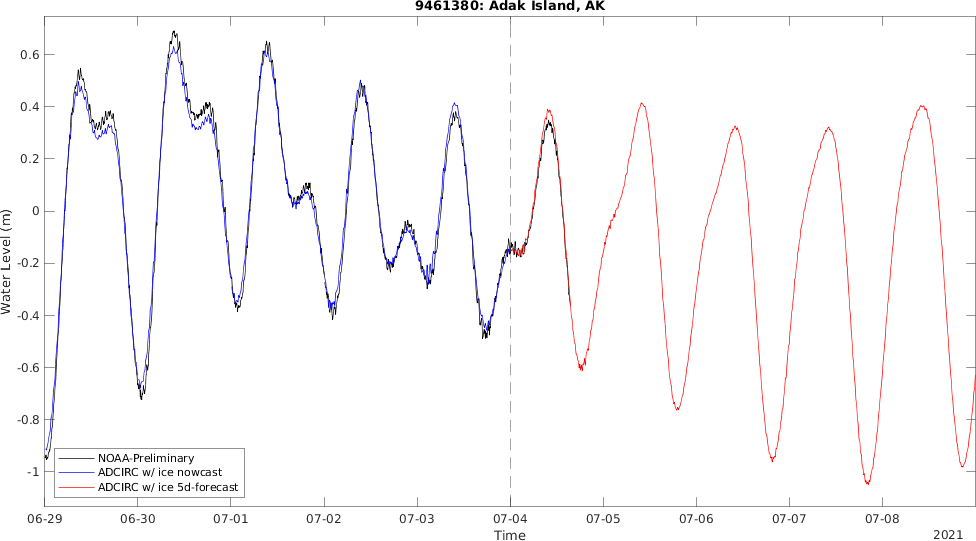 9461380: Adak Island, AK
Water Level (m)
0.6
0.4
0.2
0
-0.2
-0.4
-0.6
-0.8
-1
NOAA-Preliminary
ADCIRC w/ ice nowcast
ADCIRC w/ ice 5d-forecast
06-29 06-30 07-01 07-02 07-03 07-04 07-05 07-06 07-07 07-08
Time
2021